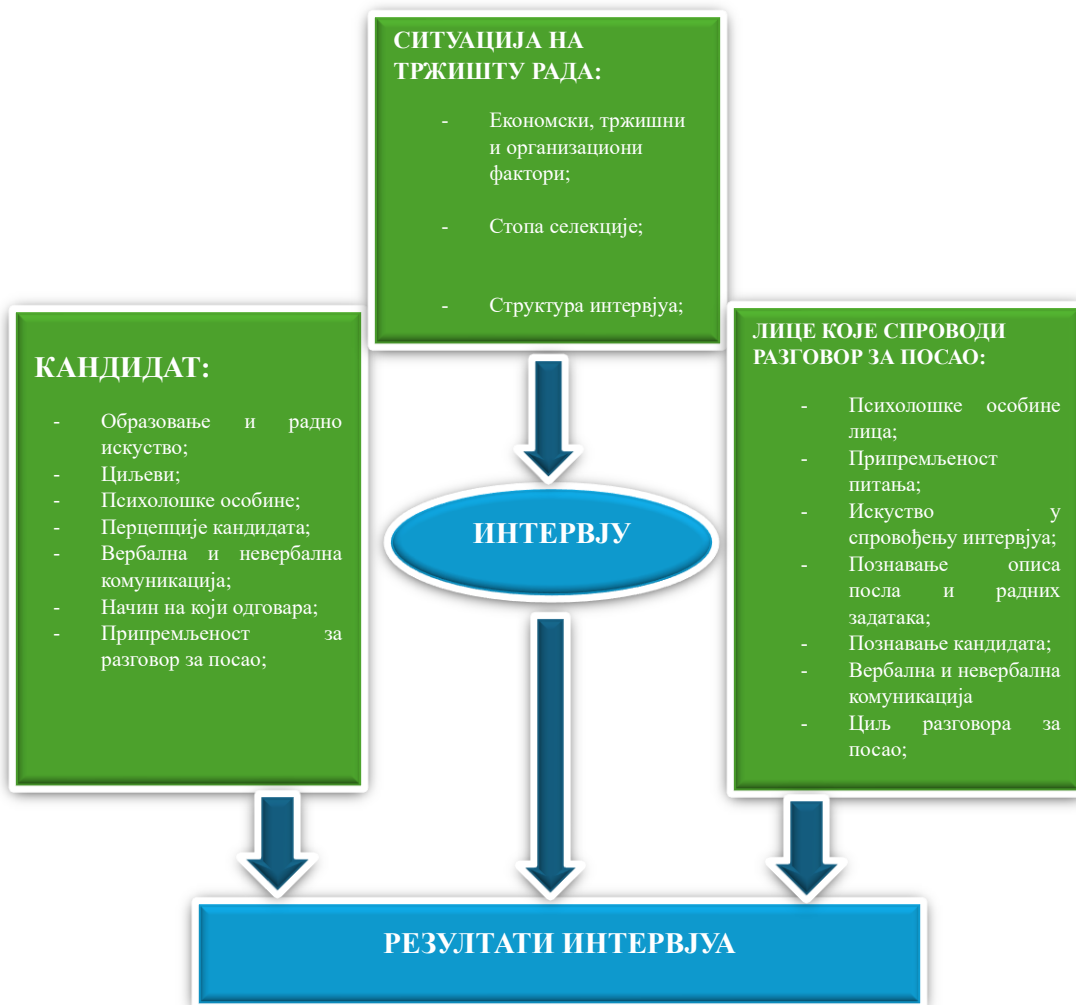 СИТУАЦИЈА НА
ТРЖИШТУ РАДА:
- Економски, тржишни
и организациони
фактори;
- Стопа селекције;
- Структура интервјуа;
КАНДИДАТ:
- Образовање и радно
искуство;
- Циљеви;
- Психолошке особине;
- Перцепције кандидата;
- Вербална и невербална
комуникација;
- Начин на који одговара;
- Припремљеност за
разговор за посао;
ЛИЦЕ КОЈЕ СПРОВОДИ
РАЗГОВОР ЗА ПОСАО:
- Психолошке особине
лица;
- Припремљеност
питања;
- Искуство у
спровођењу интервјуа;
- Познавање описа
посла и радних
задатака;
- Познавање кандидата;
- Вербална и невербална
комуникација
- Циљ разговора за
посао;
ИНТЕРВЈУ
РЕЗУЛТАТИ ИНТЕРВЈУА